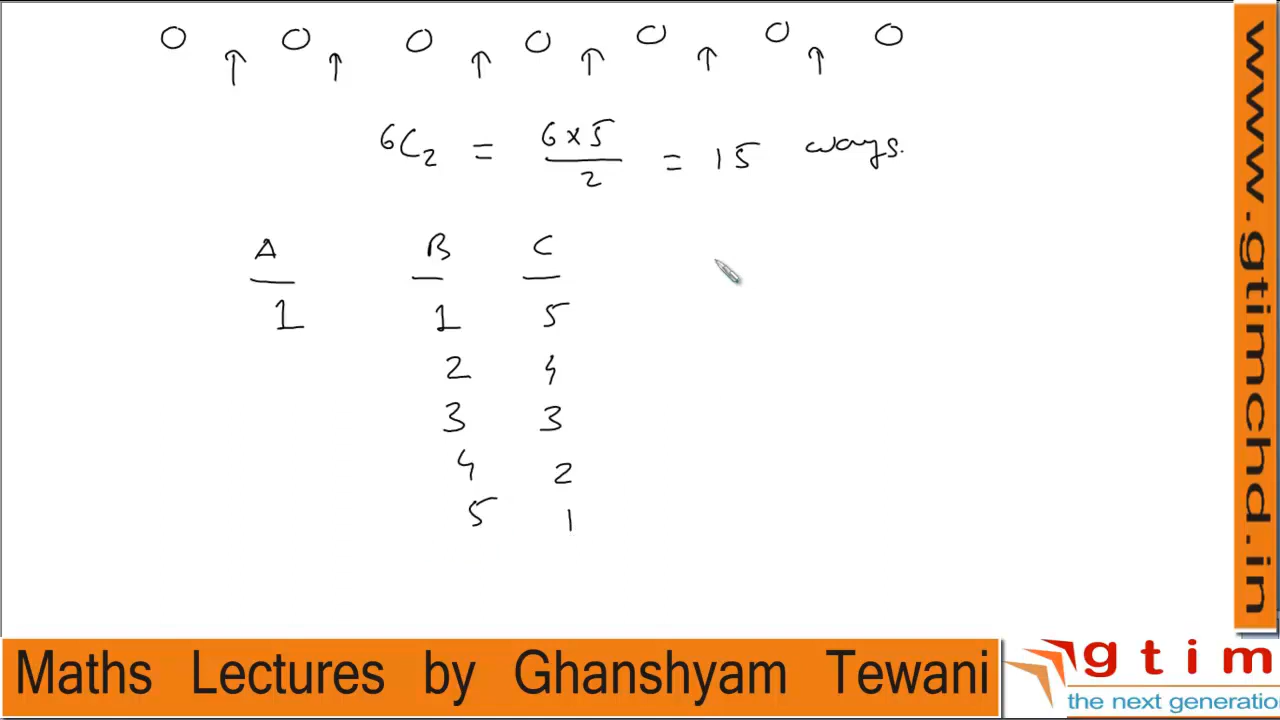 O O O O O O O
↑ ↑ ↑ ↑ ↑ ↑
6C2 = 6×5/2 = 15 ways.
A B C
1 1 5
2 4
3 3
4 2
5 1
www.gtimchd.in
Maths Lectures by Ghanshyam Tewani
gtim
the next generatio